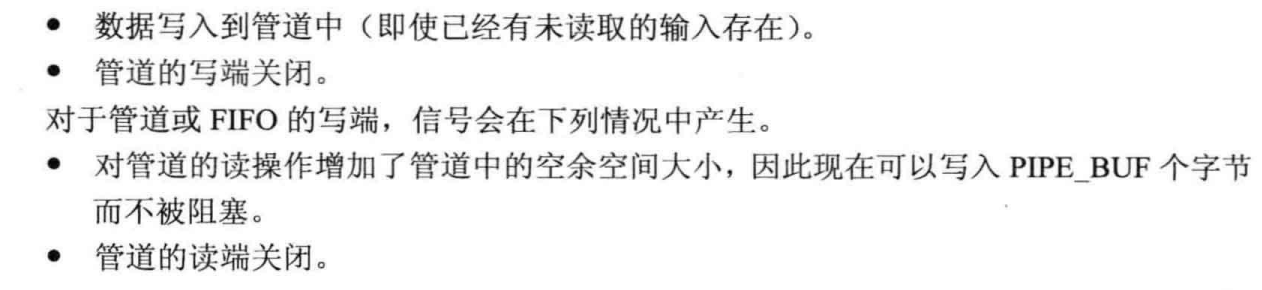 ● 数据写入到管道中（即使已经有未读取的输入存在）。
● 管道的写端关闭。
对于管道或 FIFO 的写端，信号会在下列情况中产生。
● 对管道的读操作增加了管道中的空余空间大小，因此现在可以写入 PIPE_BUF 个字节
而不被阻塞。
● 管道的读端关闭。